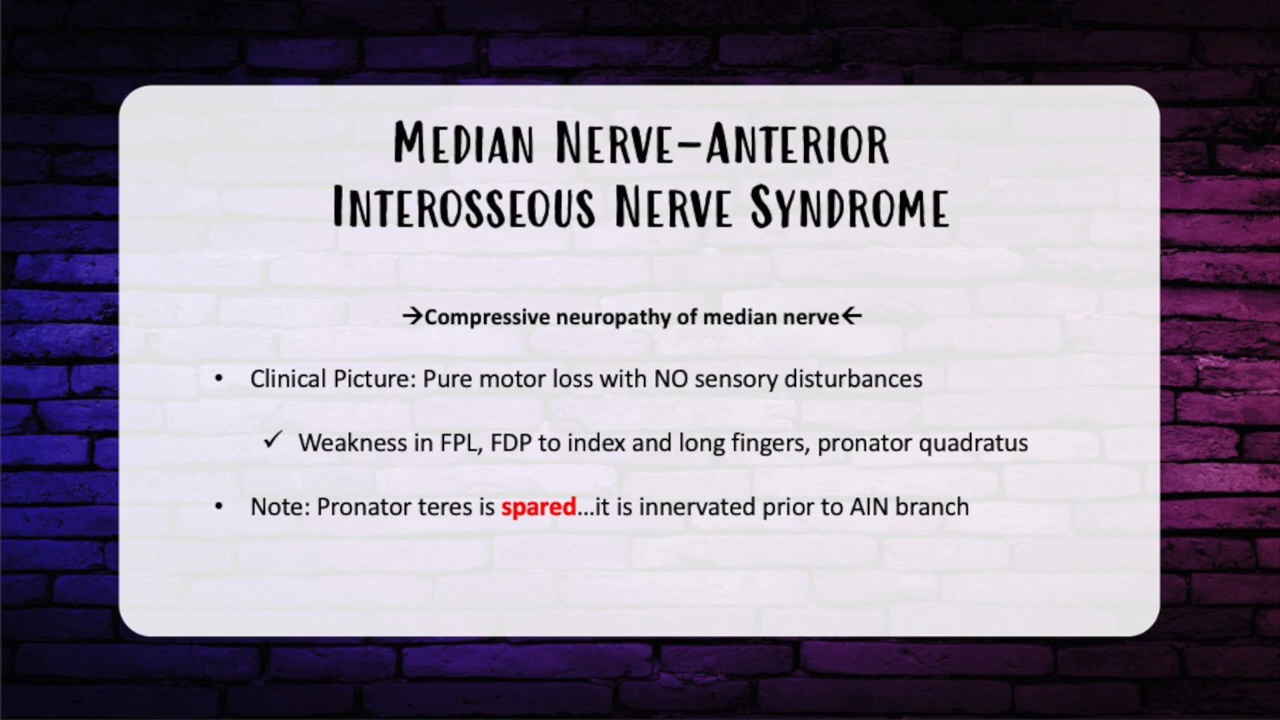 Median Nerve–Anterior
Interosseous Nerve Syndrome
→Compressive neuropathy of median nerve←
• Clinical Picture: Pure motor loss with NO sensory disturbances
✓ Weakness in FPL, FDP to index and long fingers, pronator quadratus
• Note: Pronator teres is spared...it is innervated prior to AIN branch